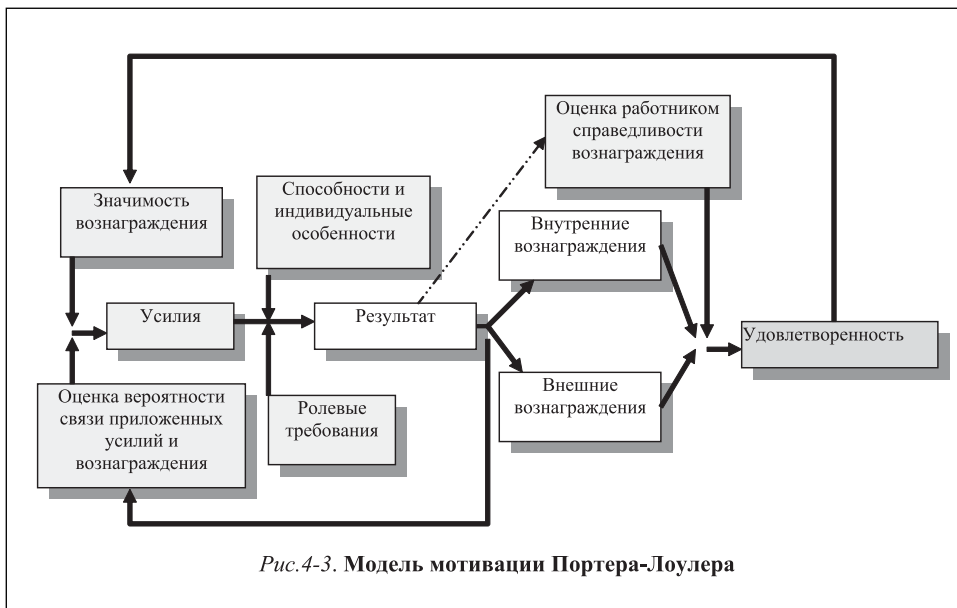 Оценка работником
справедливости
вознаграждения
Значимость
вознаграждения
Способности и
индивидуальные
особенности
Внутренние
вознаграждения
Усилия
Результат
Удовлетворенность
Оценка вероятности
связи приложенных
усилий и
вознаграждения
Ролевые
требования
Внешние
вознаграждения
Рис.4-3. Модель мотивации Портера-Лоулера